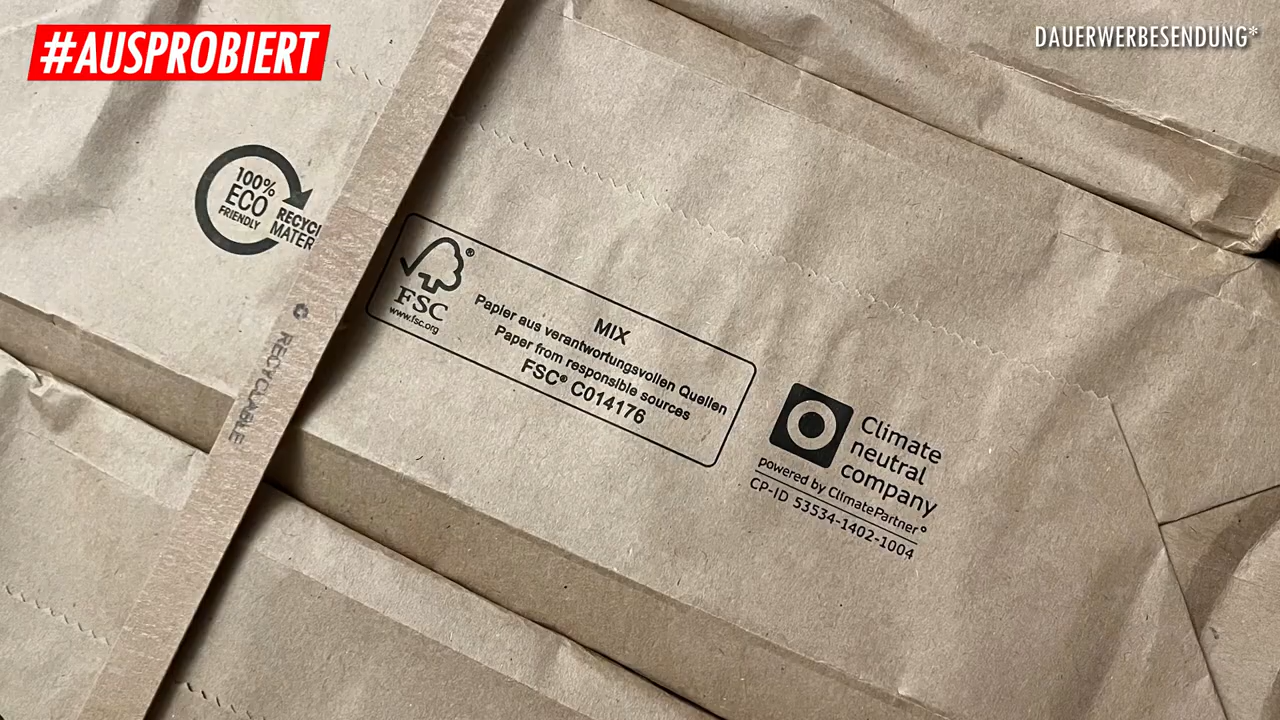 #AUSPROBIERT
DAUERWERBESENDUNG*
100%
ECO
FRIENDLY
RECYCL
MATER
RECYCLABLE
FSC
®
www.fsc.org
MIX
Papier aus verantwortungsvollen Quellen
Paper from responsible sources
FSC® C014176
Climate
neutral
company
powered by ClimatePartner°
CP-ID 53534-1402-1004